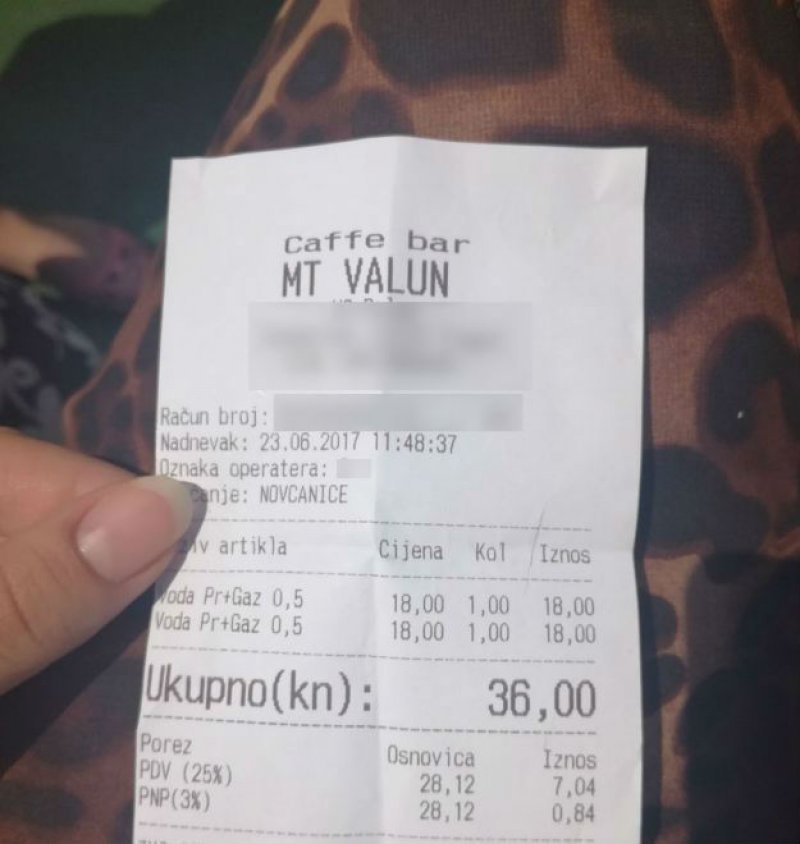 Caffe bar
MT VALUN
Račun broj:
Nadnevak: 23.06.2017 11:48:37
Oznaka operatera:
anje: NOVCANICE
iv artikla Cijena Kol Iznos
Voda Pr+Gaz 0,5 18,00 1,00 18,00
Voda Pr+Gaz 0,5 18,00 1,00 18,00
Ukupno(kn): 36,00
Porez Osnovica Iznos
PDV (25%) 28,12 7,04
PNP(3%) 28,12 0,84